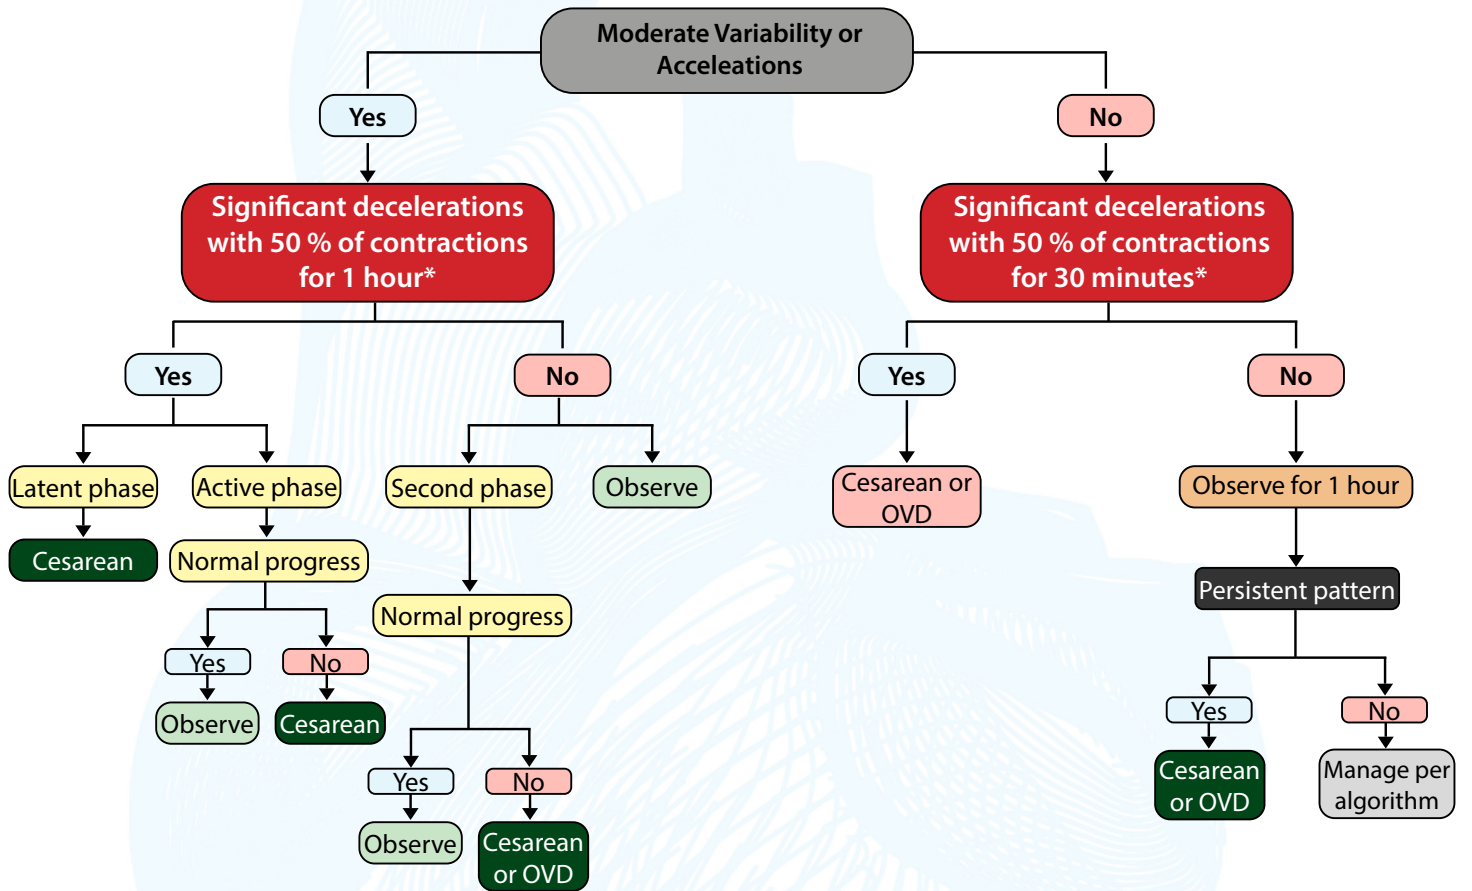 Moderate Variability or
Acceleations
Yes
No
Significant decelerations
with 50 % of contractions
for 1 hour*
Significant decelerations
with 50 % of contractions
for 30 minutes*
Yes
No
Yes
No
Latent phase
Active phase
Second phase
Observe
Cesarean or
OVD
Observe for 1 hour
Cesarean
Normal progress
Normal progress
Persistent pattern
Yes
No
Observe
Cesarean
Yes
No
Observe
Cesarean
or OVD
Yes
No
Cesarean
or OVD
Manage per
algorithm